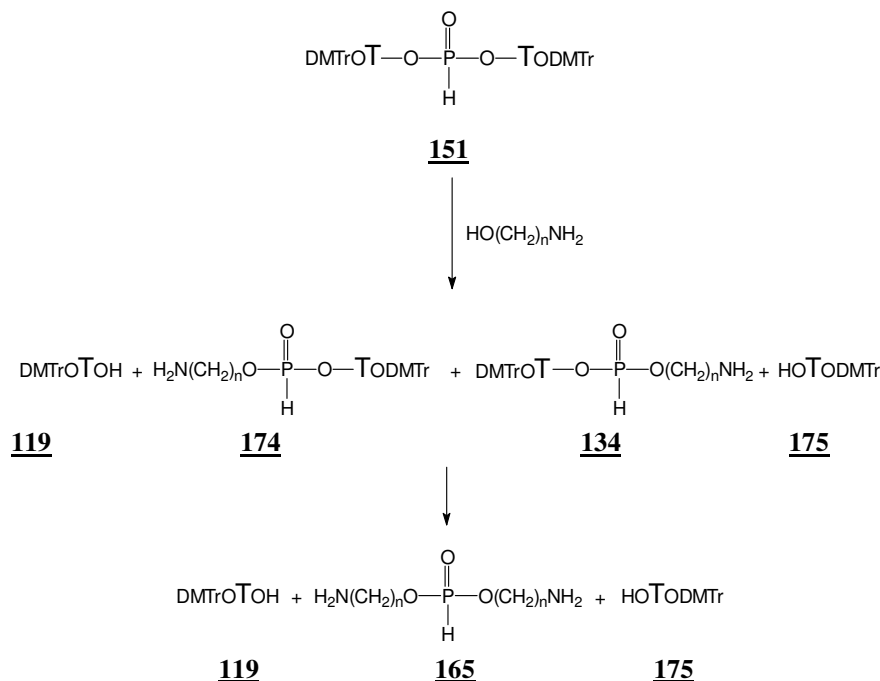 O
DMTrOT—O—P—O—TODMTr
H
151
HO(CH2)nNH2
O O
DMTrOTOH + H2N(CH2)nO—P—O—TODMTr + DMTrOT—O—P—O(CH2)nNH2 + HOTODMTr
H H
119 174 134 175
O
DMTrOTOH + H2N(CH2)nO—P—O(CH2)nNH2 + HOTODMTr
H
119 165 175